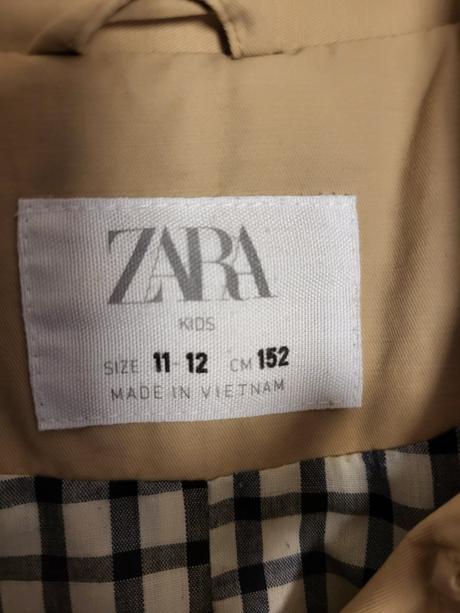 ZARA
KIDS
SIZE 11-12 CM 152
MADE IN VIETNAM